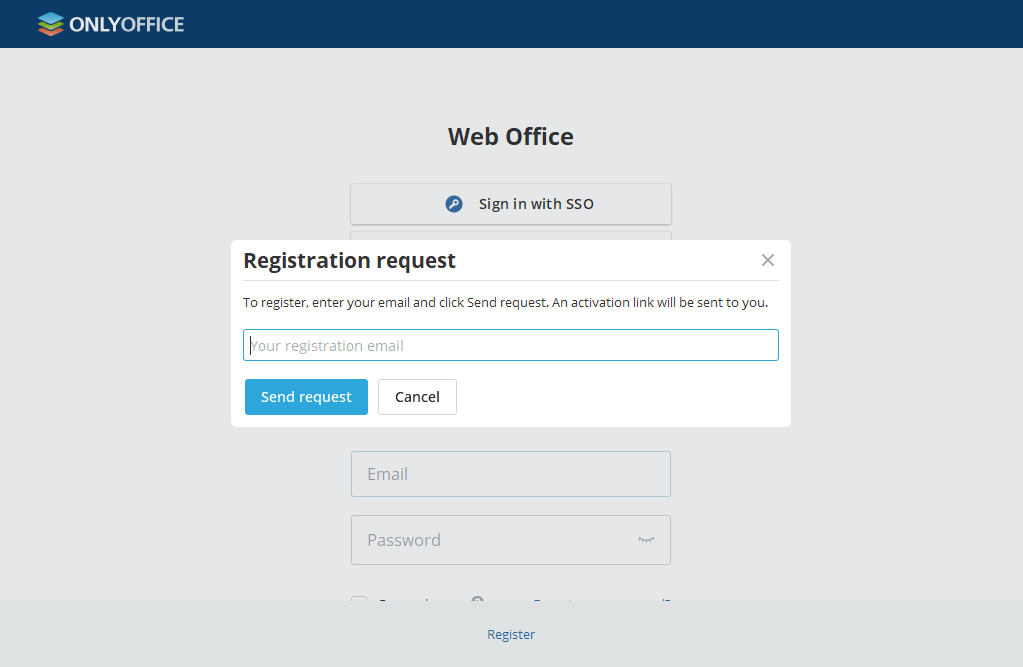 ONLYOFFICE
Web Office
Sign in with SSO
Registration request
To register, enter your email and click Send request. An activation link will be sent to you.
Your registration email
Send request
Cancel
Email
Password
Register